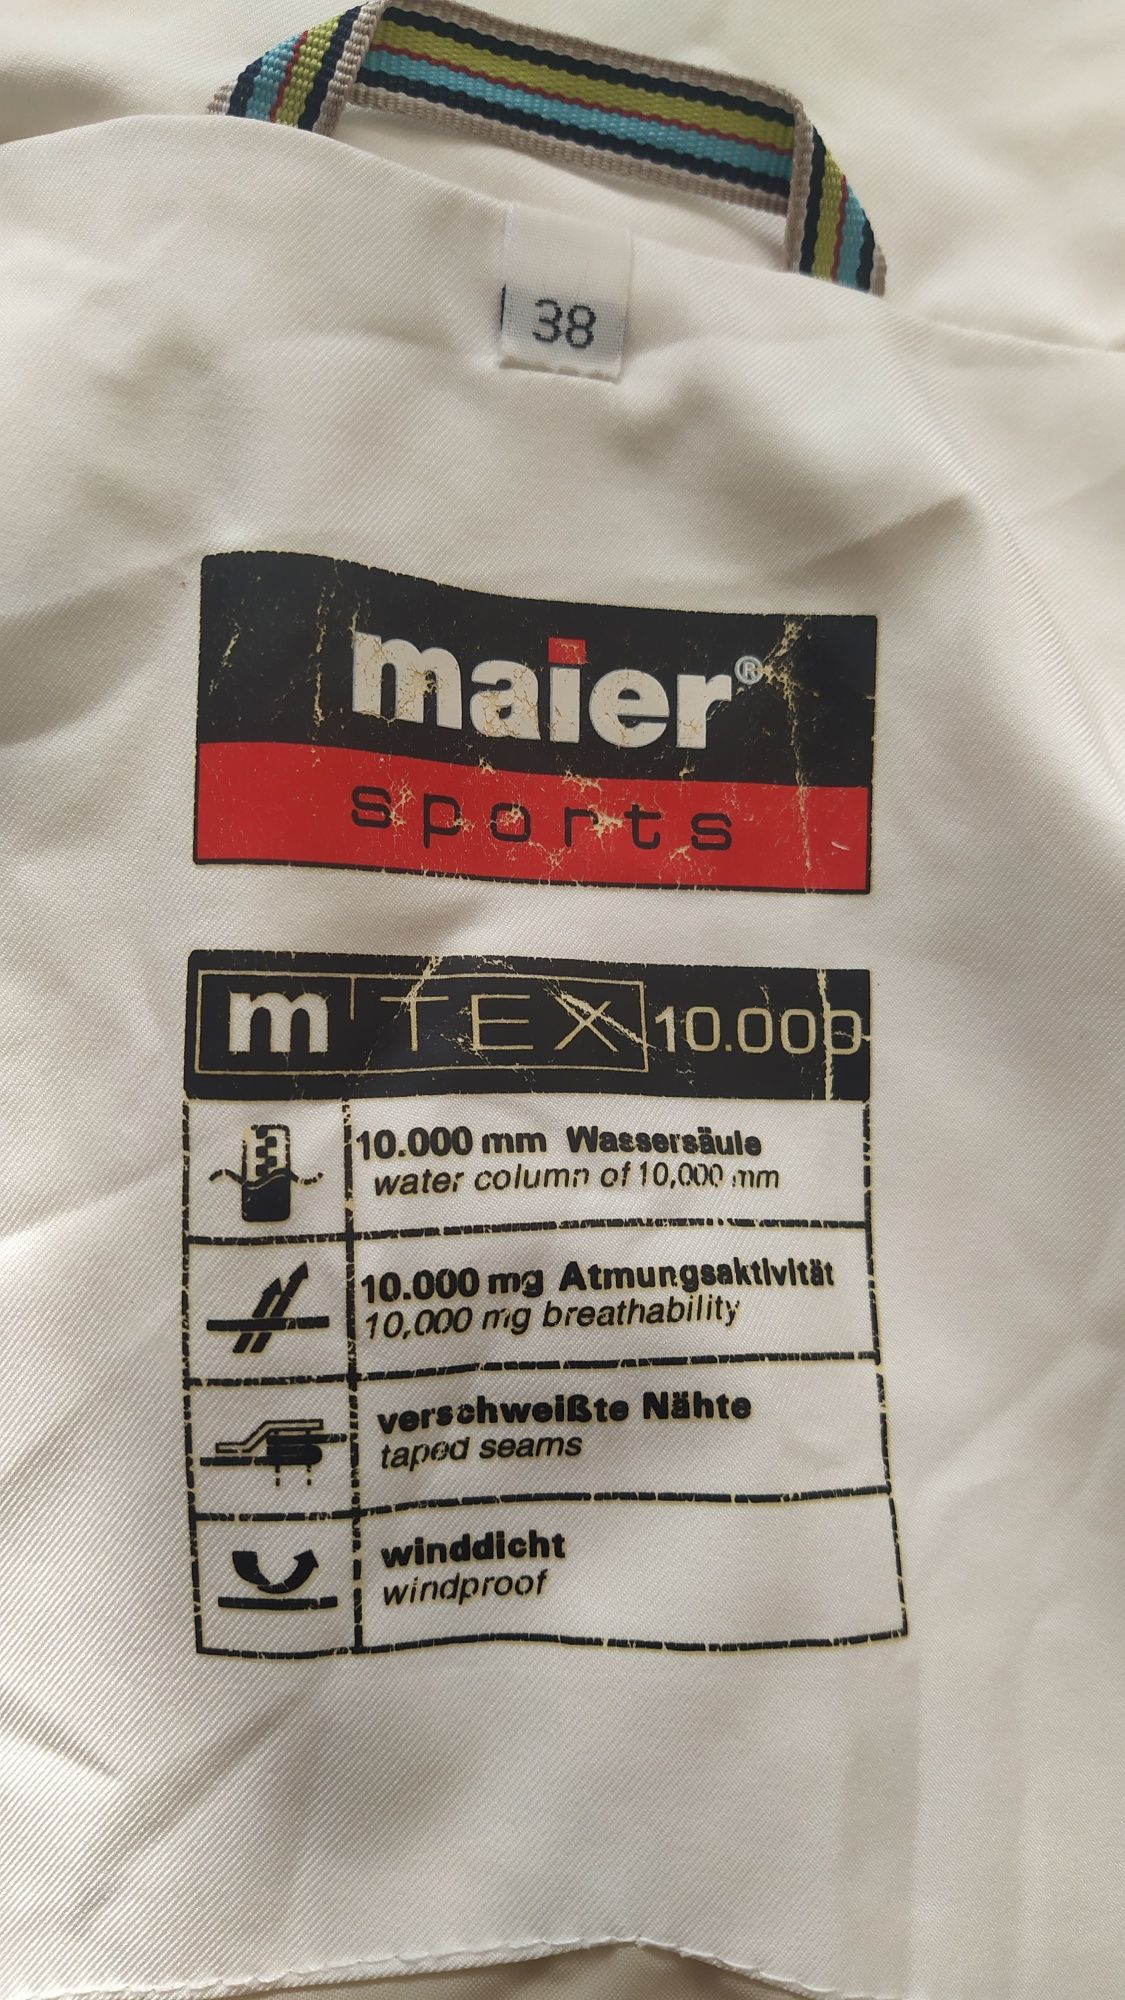 38
maier®
sports
m TEX 10.000
10.000 mm Wassersäule
water column of 10,000 mm
10.000 mg Atmungsaktivität
10,000 mg breathability
verschweißte Nähte
taped seams
winddicht
windproof